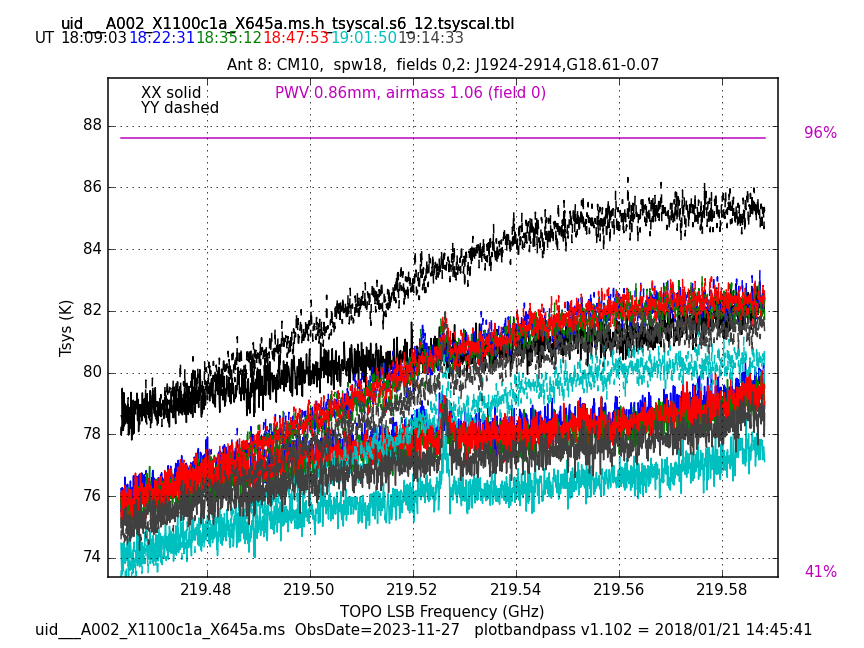 uid___A002_X1100c1a_X645a.ms.h_tsyscal.s6_12.tsyscal.tbl
UT 18:09:03 18:22:31 18:35:12 18:47:53 19:01:50 19:14:33
Ant 8: CM10,  spw18,  fields 0,2: J1924-2914,G18.61-0.07
XX solid PWV 0.86mm, airmass 1.06 (field 0)
YY dashed
96%
88
86
84
82
80
78
76
74
Tsys (K)
41%
219.48 219.50 219.52 219.54 219.56 219.58
TOPO LSB Frequency (GHz)
uid___A002_X1100c1a_X645a.ms  ObsDate=2023-11-27   plotbandpass v1.102 = 2018/01/21 14:45:41